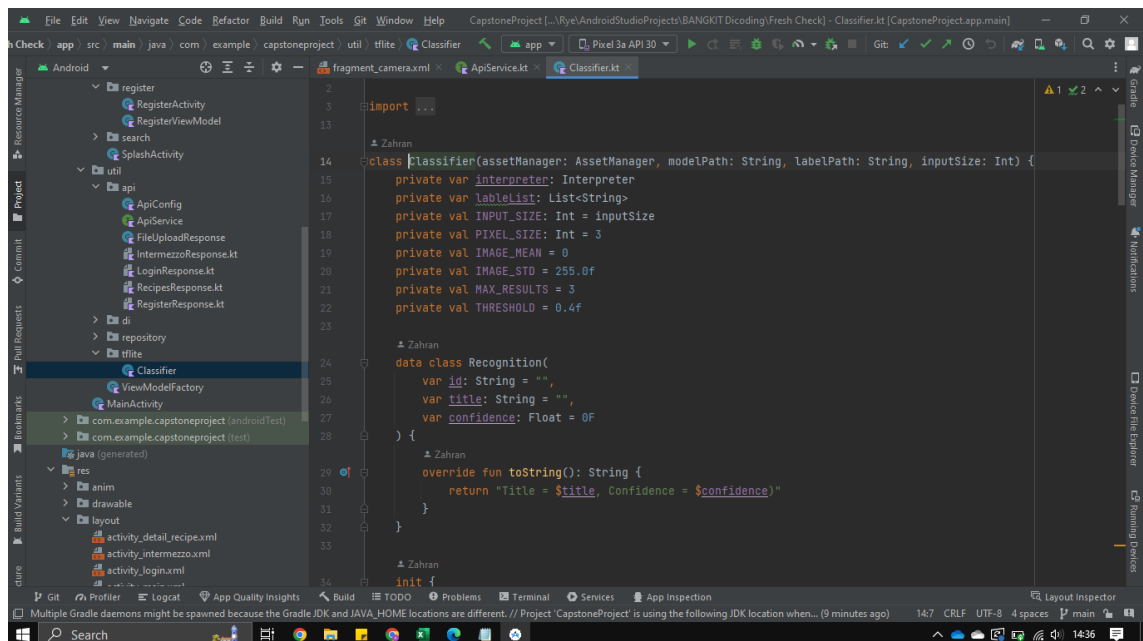 File Edit View Navigate Code Refactor Build Run Tools Git Window Help CapstoneProject [...\Rye\AndroidStudioProjects\BANGKIT Dicoding\Fresh Check] - Classifier.kt [CapstoneProject.app.main]
h Check app src main java com example capstoneproject util tflite Classifier app Pixel 3a API 30 Git:
Android
fragment_camera.xml ApiService.kt Classifier.kt
Resource Manager
Project
Commit
Pull Requests
Bookmarks
Build Variants
cture
register
RegisterActivity
RegisterViewModel
search
SplashActivity
util
api
ApiConfig
ApiService
FileUploadResponse
IntermezzoResponse.kt
LoginResponse.kt
RecipesResponse.kt
RegisterResponse.kt
di
repository
tflite
Classifier
ViewModelFactory
MainActivity
com.example.capstoneproject (androidTest)
com.example.capstoneproject (test)
java (generated)
res
anim
drawable
layout
activity_detail_recipe.xml
activity_intermezzo.xml
activity_login.xml
2
3 import ...
13
Zahran
14 class Classifier(assetManager: AssetManager, modelPath: String, labelPath: String, inputSize: Int) {
15 private var interpreter: Interpreter
16 private var lableList: List<String>
17 private val INPUT_SIZE: Int = inputSize
18 private val PIXEL_SIZE: Int = 3
19 private val IMAGE_MEAN = 0
20 private val IMAGE_STD = 255.0f
21 private val MAX_RESULTS = 3
22 private val THRESHOLD = 0.4f
23
Zahran
24 data class Recognition(
25 var id: String = "",
26 var title: String = "",
27 var confidence: Float = 0F
28 ) {
Zahran
29 override fun toString(): String {
30 return "Title = $title, Confidence = $confidence)"
31 }
32 }
33
Zahran
34 init {
1 2
Gradle
Device Manager
Notifications
Device File Explorer
Running Devices
Git Profiler Logcat App Quality Insights Build TODO Problems Terminal Services App Inspection Layout Inspector
Multiple Gradle daemons might be spawned because the Gradle JDK and JAVA_HOME locations are different. // Project 'CapstoneProject' is using the following JDK location when... (9 minutes ago) 14:7 CRLF UTF-8 4 spaces main
Search 14:36